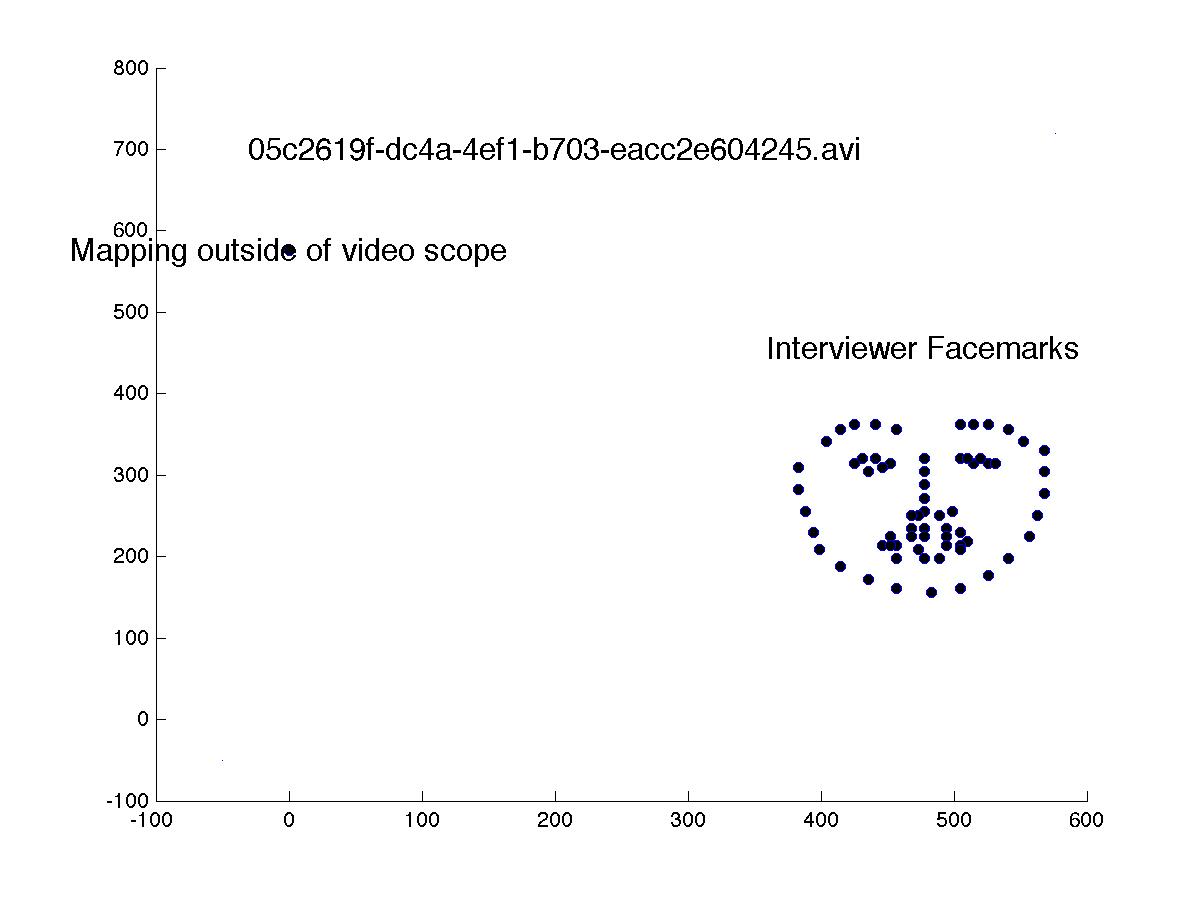 800
05c2619f-dc4a-4ef1-b703-eacc2e604245.avi
700
600
Mapping outside of video scope
500
Interviewer Facemarks
400
300
200
100
0
-100
-100 0 100 200 300 400 500 600